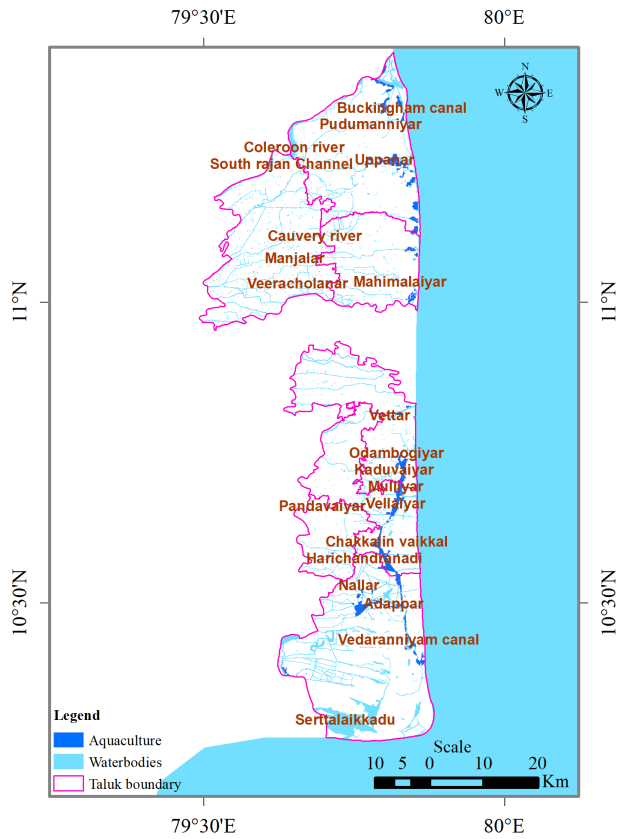 79°30'E 80°E
N
W E
S
Buckingham canal
Pudumanniyar
Coleroon river
South rajan Channel
Uppanar
Cauvery river
Manjalar
Veeracholanar
Mahimalaiyar
11°N 11°N
Vettar
Odambogiyar
Kaduvaiyar
Mulliyar
Pandavaiyar
Vellaiyar
Chakkalin vaikkal
Harichandranadi
Nallar
Adappar
10°30'N 10°30'N
Vedaranniyam canal
Serttalaikkadu
Legend
Aquaculture
Waterbodies
Taluk boundary
Scale
10 5 0 10 20
Km
79°30'E 80°E